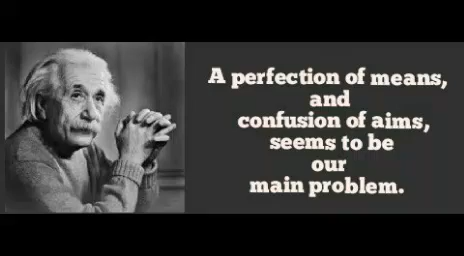 A perfection of means,
and
confusion of aims,
seems to be
our
main problem.